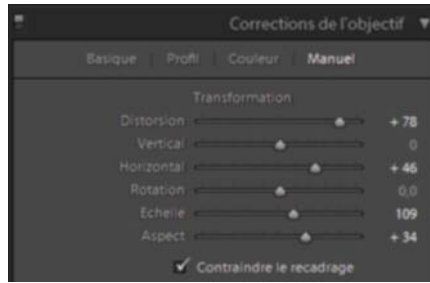 Corrections de l'objectif
Basique Profil Couleur Manuel
Transformation
Distorsion + 78
Vertical 0
Horizontal + 46
Rotation 0,0
Echelle 109
Aspect + 34
Contraindre le recadrage